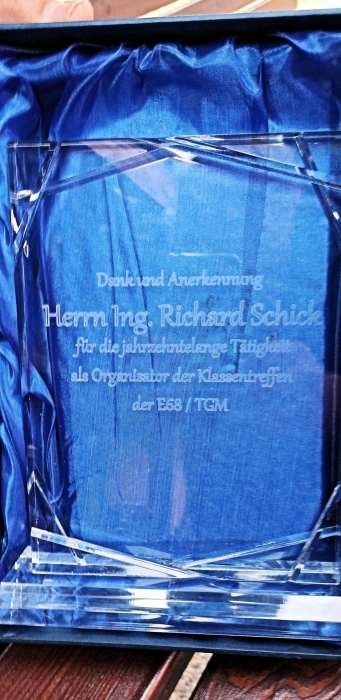 Dank und Anerkennung
Herrn Ing. Richard Schick
für die jahrzehntelange Tätigkeit
als Organisator der Klassentreffen
der E68 / TGM